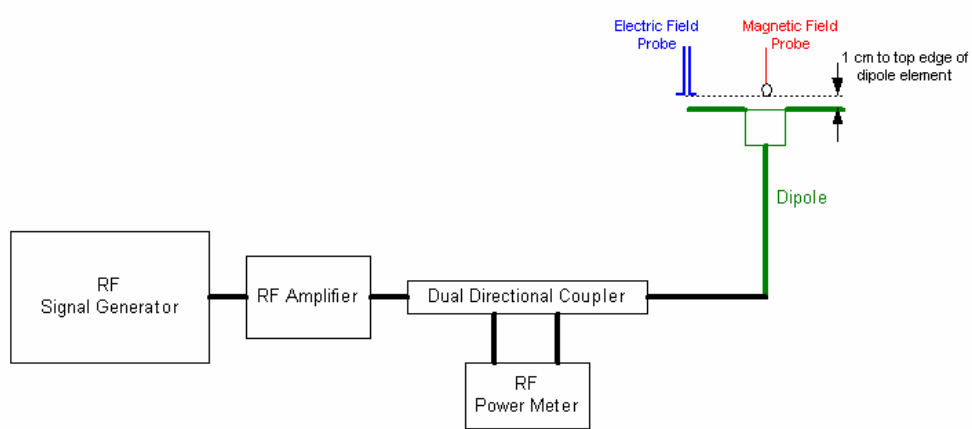 Electric Field
Probe
Magnetic Field
Probe
1 cm to top edge of
dipole element
Dipole
RF
Signal Generator
RF Amplifier
Dual Directional Coupler
RF
Power Meter